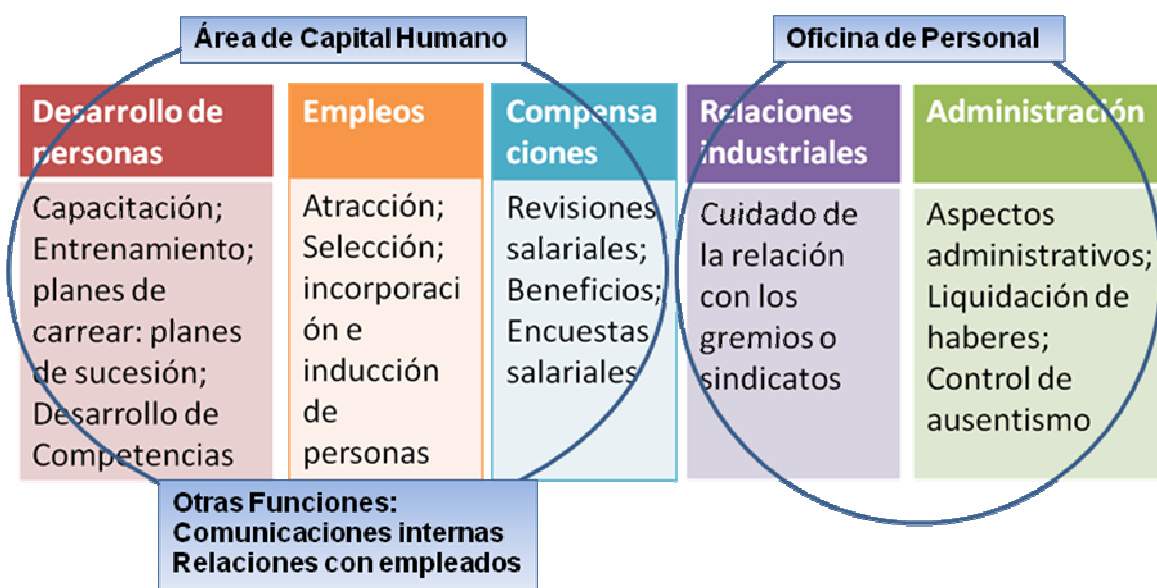 Área de Capital Humano
Oficina de Personal
Desarrollo de
personas
Capacitación;
Entrenamiento;
planes de
carrear: planes
de sucesión;
Desarrollo de
Competencias
Empleos
Atracción;
Selección;
incorporaci
ón e
inducción
de
personas
Compensa
ciones
Revisiones
salariales;
Beneficios;
Encuestas
salariales
Relaciones
industriales
Cuidado de
la relación
con los
gremios o
sindicatos
Administración
Aspectos
administrativos;
Liquidación de
haberes;
Control de
ausentismo
Otras Funciones:
Comunicaciones internas
Relaciones con empleados